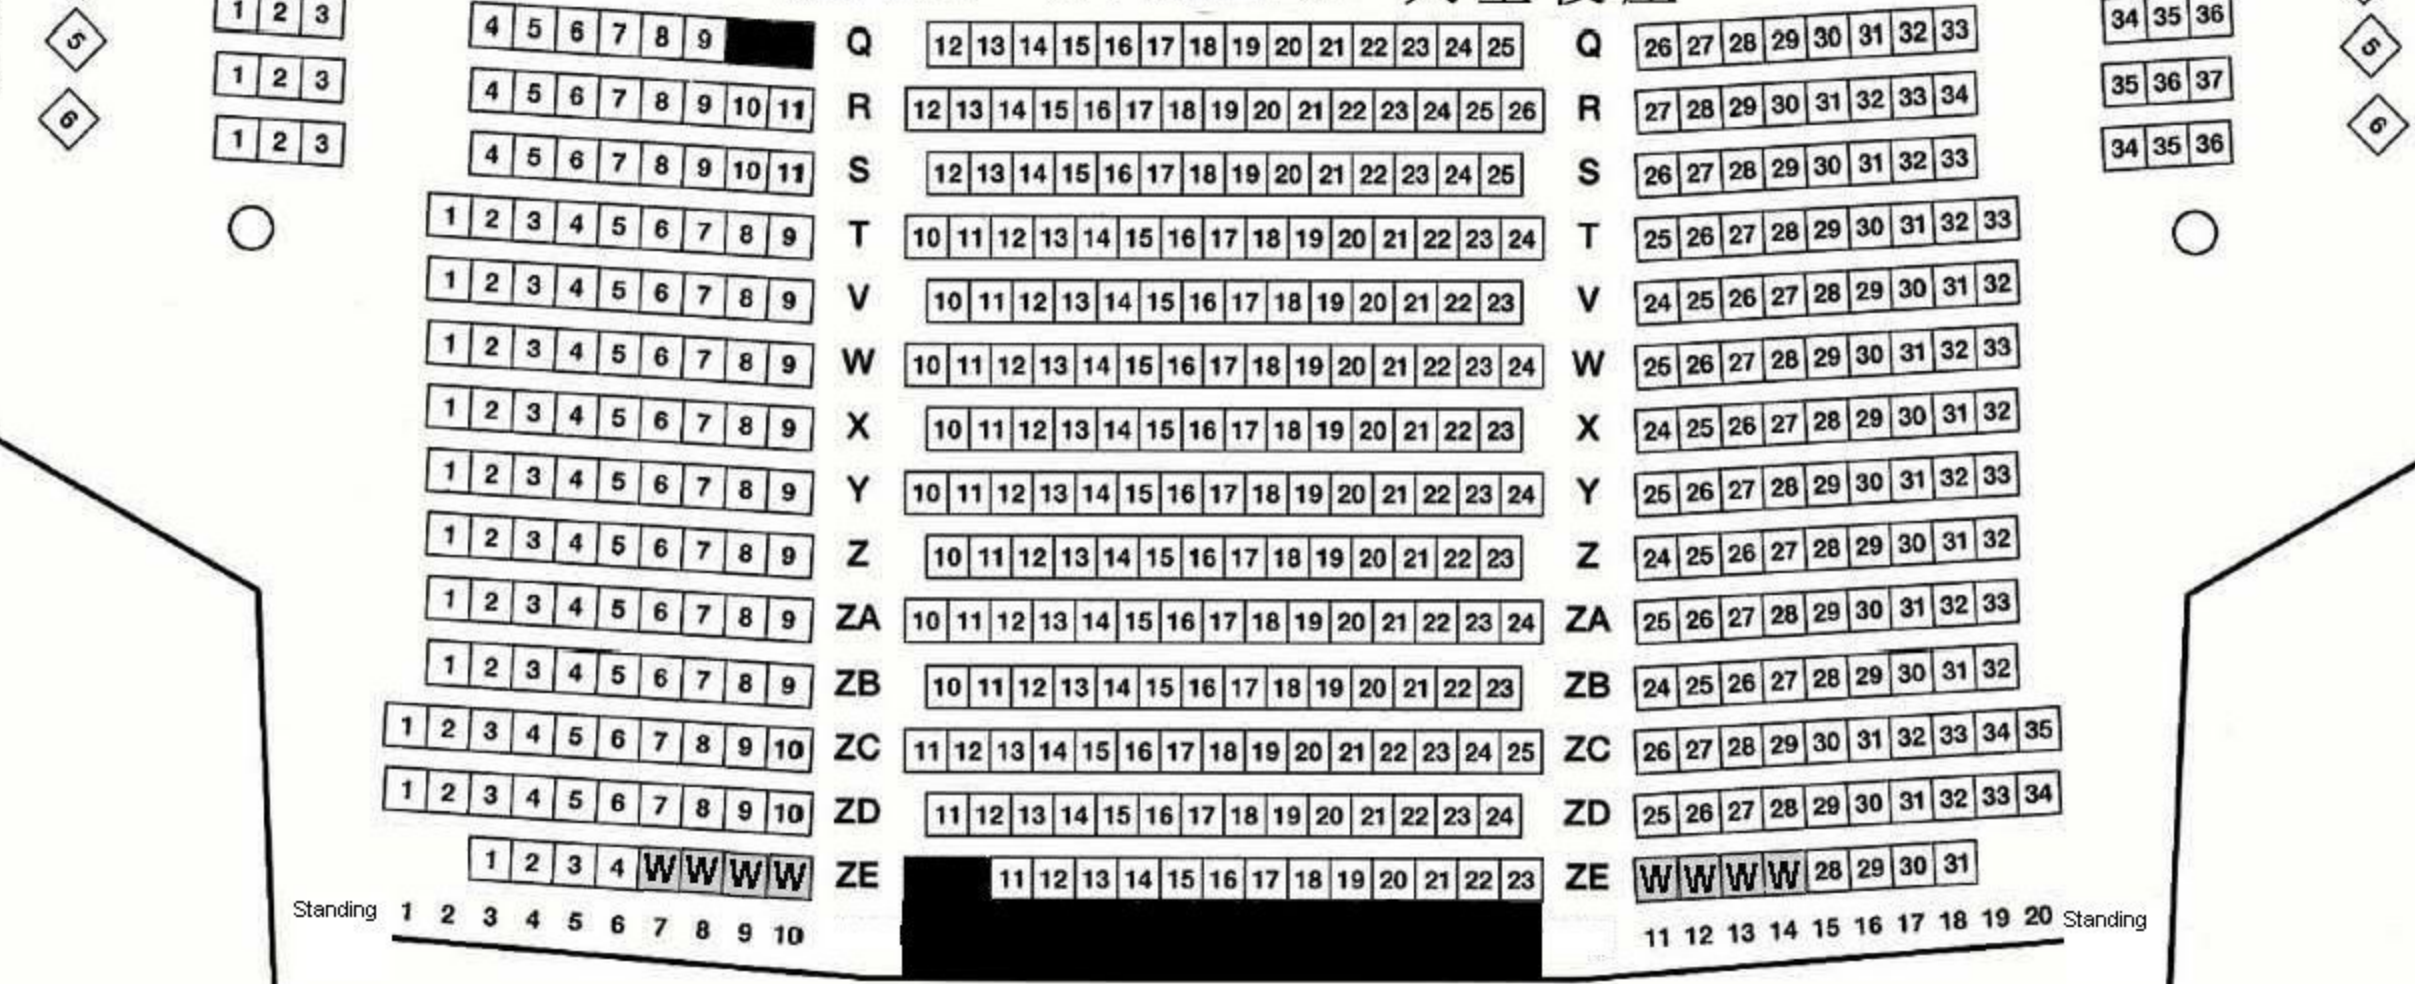 1 2 3 4 5 6 7 8 9 Q 12 13 14 15 16 17 18 19 20 21 22 23 24 25 Q 26 27 28 29 30 31 32 33 34 35 36
5 5
1 2 3 4 5 6 7 8 9 10 11 R 12 13 14 15 16 17 18 19 20 21 22 23 24 25 26 R 27 28 29 30 31 32 33 34 35 36 37
6 6
1 2 3 4 5 6 7 8 9 10 11 S 12 13 14 15 16 17 18 19 20 21 22 23 24 25 S 26 27 28 29 30 31 32 33 34 35 36
1 2 3 4 5 6 7 8 9 T 10 11 12 13 14 15 16 17 18 19 20 21 22 23 24 T 25 26 27 28 29 30 31 32 33
1 2 3 4 5 6 7 8 9 V 10 11 12 13 14 15 16 17 18 19 20 21 22 23 V 24 25 26 27 28 29 30 31 32
1 2 3 4 5 6 7 8 9 W 10 11 12 13 14 15 16 17 18 19 20 21 22 23 24 W 25 26 27 28 29 30 31 32 33
1 2 3 4 5 6 7 8 9 X 10 11 12 13 14 15 16 17 18 19 20 21 22 23 X 24 25 26 27 28 29 30 31 32
1 2 3 4 5 6 7 8 9 Y 10 11 12 13 14 15 16 17 18 19 20 21 22 23 24 Y 25 26 27 28 29 30 31 32 33
1 2 3 4 5 6 7 8 9 Z 10 11 12 13 14 15 16 17 18 19 20 21 22 23 Z 24 25 26 27 28 29 30 31 32
1 2 3 4 5 6 7 8 9 ZA 10 11 12 13 14 15 16 17 18 19 20 21 22 23 24 ZA 25 26 27 28 29 30 31 32 33
1 2 3 4 5 6 7 8 9 ZB 10 11 12 13 14 15 16 17 18 19 20 21 22 23 ZB 24 25 26 27 28 29 30 31 32
1 2 3 4 5 6 7 8 9 10 ZC 11 12 13 14 15 16 17 18 19 20 21 22 23 24 25 ZC 26 27 28 29 30 31 32 33 34 35
1 2 3 4 5 6 7 8 9 10 ZD 11 12 13 14 15 16 17 18 19 20 21 22 23 24 ZD 25 26 27 28 29 30 31 32 33 34
1 2 3 4 W W W W ZE 11 12 13 14 15 16 17 18 19 20 21 22 23 ZE W W W W 28 29 30 31
Standing 1 2 3 4 5 6 7 8 9 10 11 12 13 14 15 16 17 18 19 20 Standing